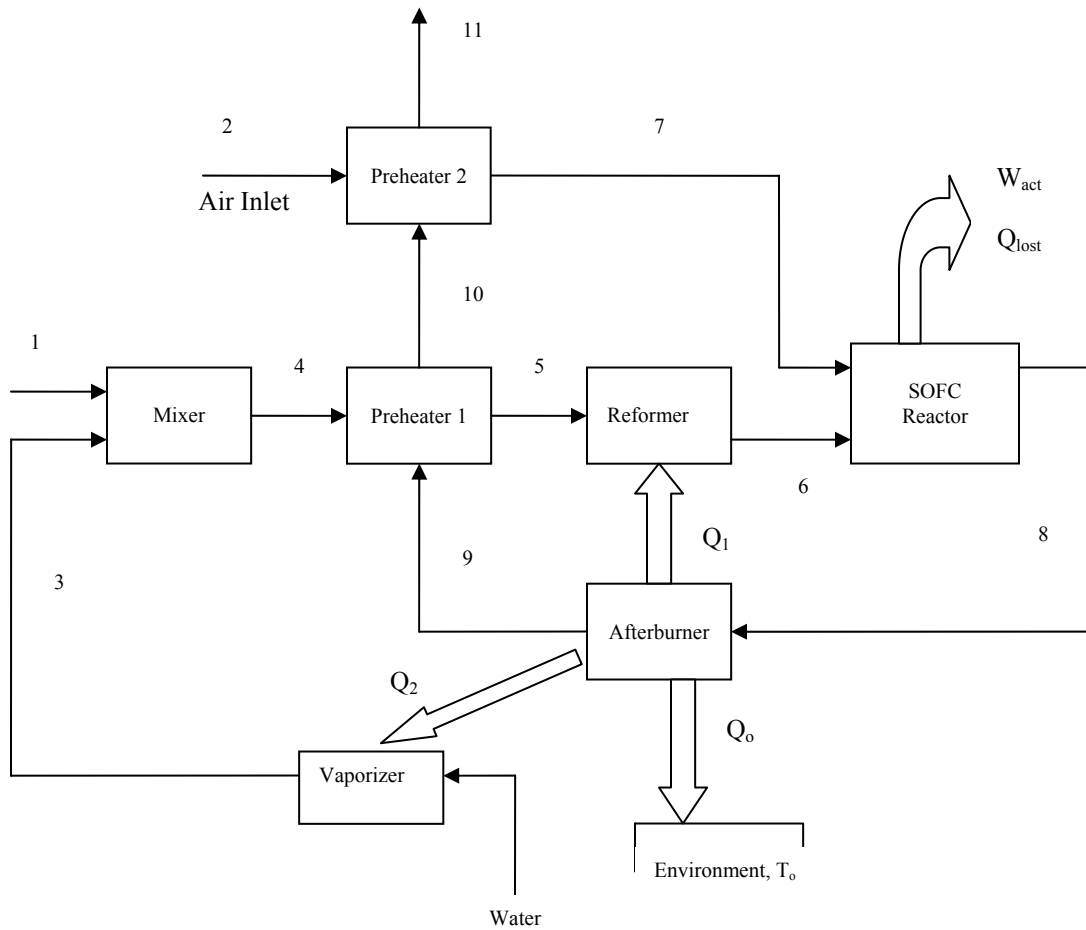 11
2
7
Preheater 2
Air Inlet
W_act
Q_lost
10
1
4
5
Mixer
Preheater 1
Reformer
SOFC
Reactor
6
9
Q_1
8
3
Afterburner
Q_2
Q_o
Vaporizer
Environment, T_o
Water